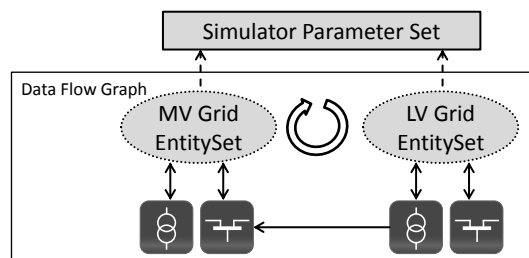 Simulator Parameter Set
Data Flow Graph
MV Grid
EntitySet
LV Grid
EntitySet